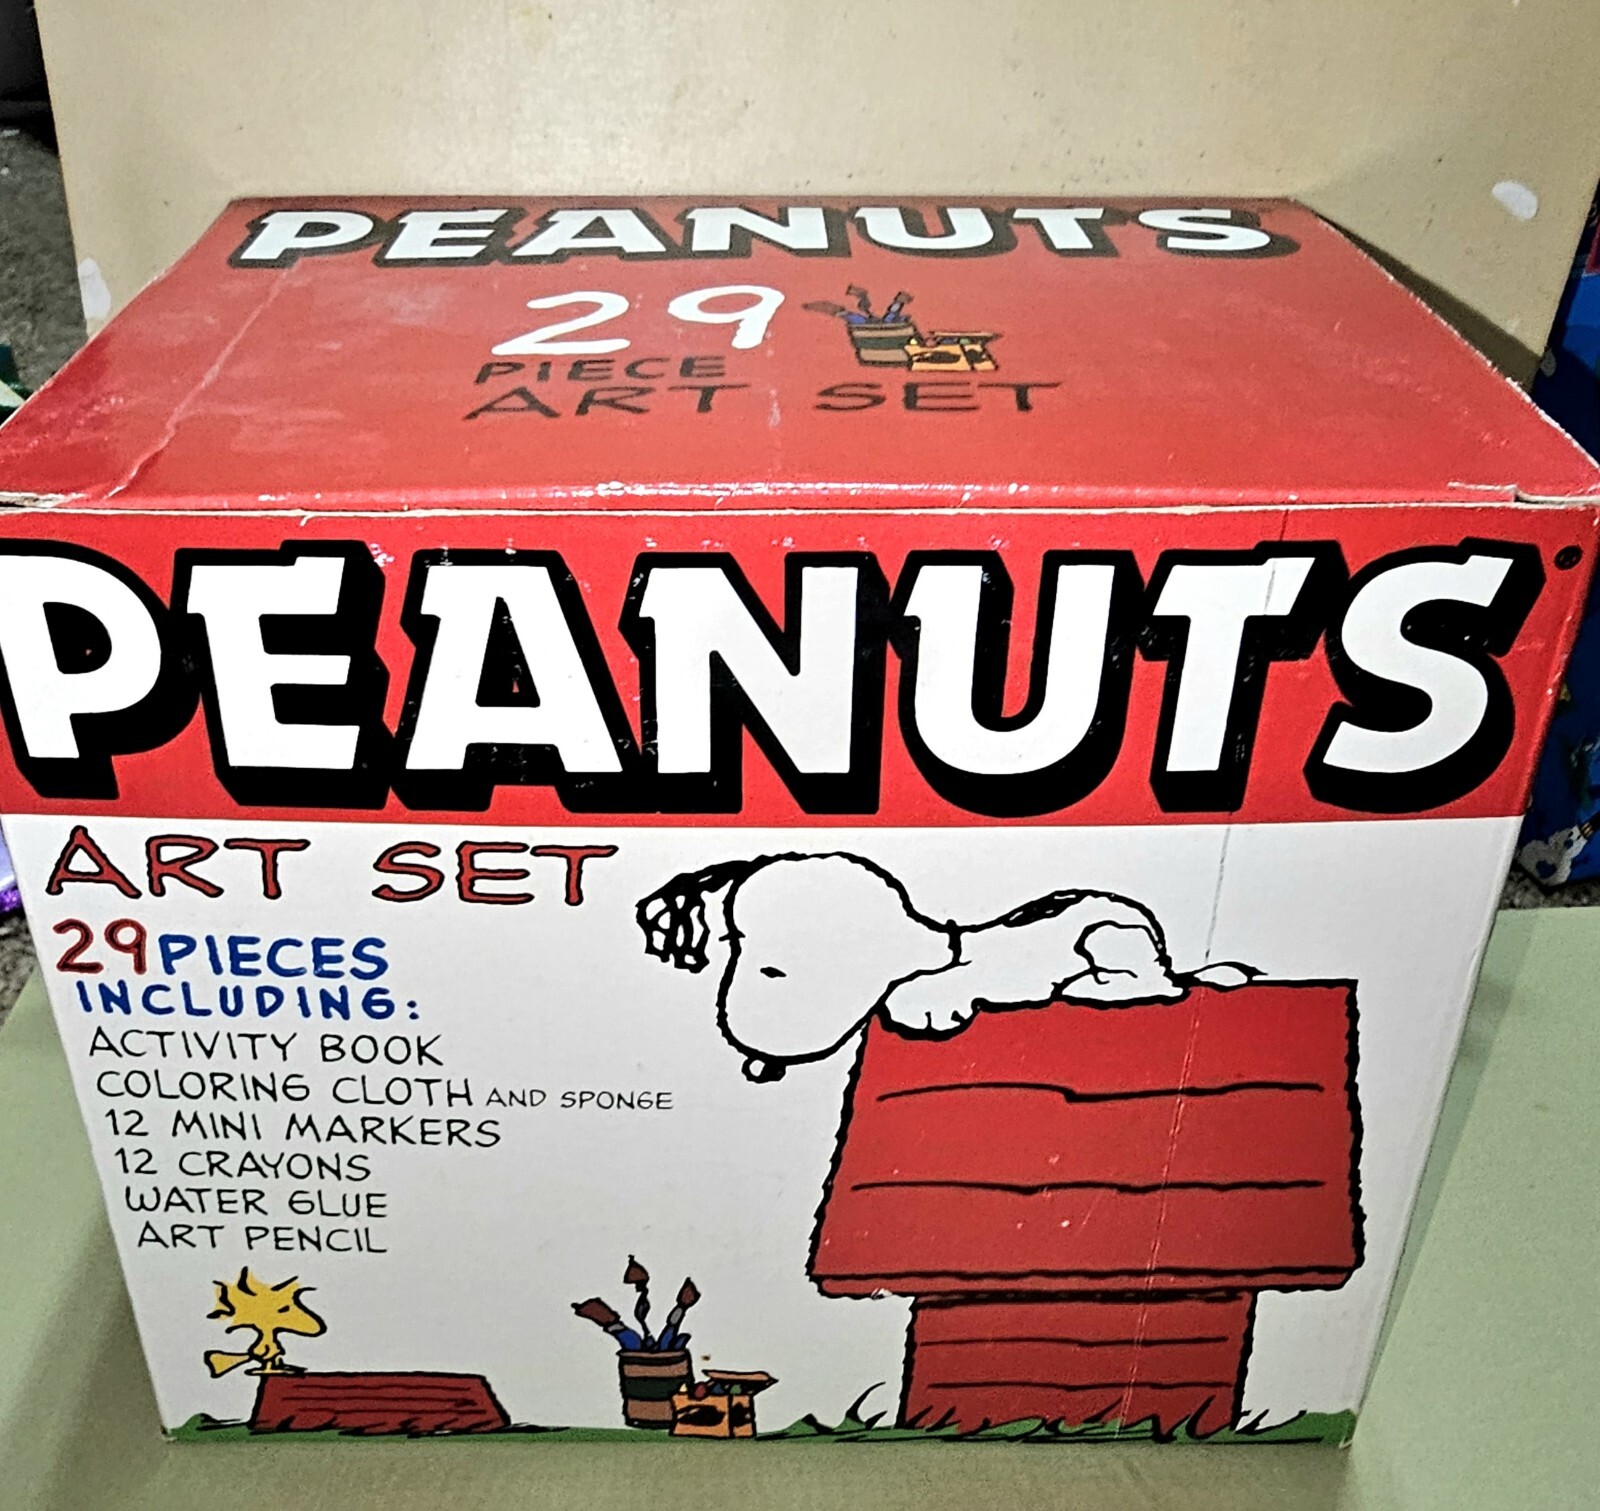 PEANUTS
29
PIECE
ART SET
PEANUTS®
ART SET
29 PIECES
INCLUDING:
ACTIVITY BOOK
COLORING CLOTH AND SPONGE
12 MINI MARKERS
12 CRAYONS
WATER GLUE
ART PENCIL